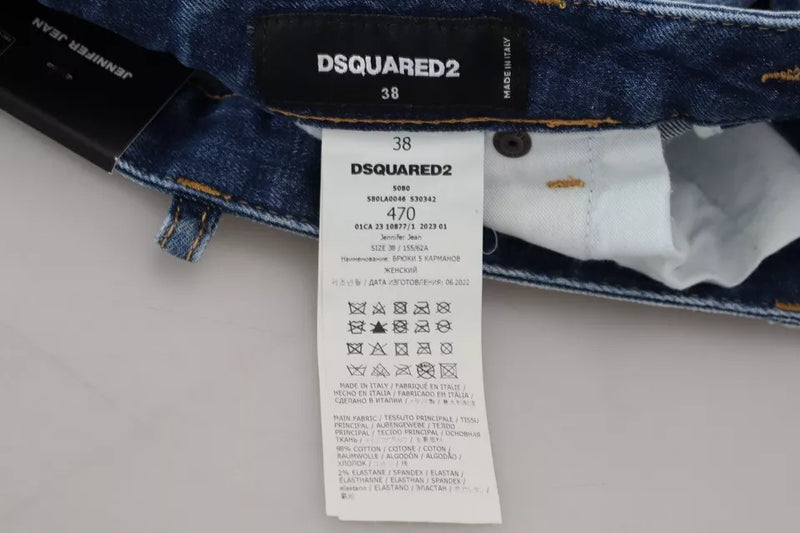 JENNIFER JEAN
DSQUARED2
38
MADE IN ITALY
38
DSQUARED2
S080
S80LA0046 S30342
470
01CA 23 10877/1 2023 01
Jennifer Jean
SIZE 38 / 155/62A
Наименование: БРЮКИ 5 КАРМАНОВ
ЖЕНСКИЙ
/ ДАТА ИЗГОТОВЛЕНИЯ: 06.2022
MADE IN ITALY / FABRIQUÉ EN ITALIE /
HECHO EN ITALIA / FABRICADO EM ITÁLIA /
СДЕЛАНО В ИТАЛИИ /
MAIN FABRIC / TESSUTO PRINCIPALE / TISSU
PRINCIPAL / AUßENGEWEBE / TEJIDO
PRINCIPAL / TECIDO PRINCIPAL / ОСНОВНАЯ
ТКАНЬ /
98% COTTON / COTONE / COTON /
BAUMWOLLE / ALGODÓN / ALGODÃO /
ХЛОПОК / / 棉
2% ELASTANE / SPANDEX / ELASTAN /
ÉLASTHANNE / ELASTHAN / SPANDEX /
elastano / ELASTANO / ЭЛАСТАН /